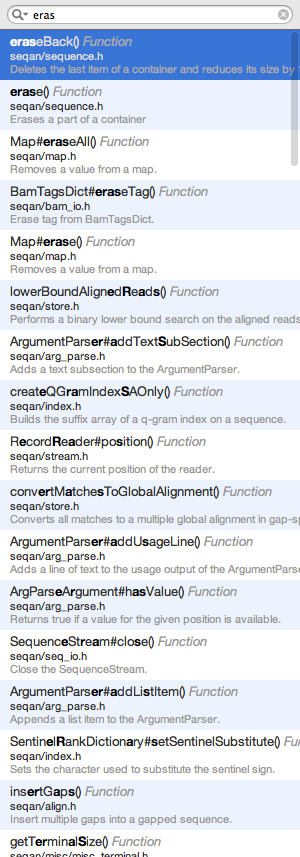 eras
eraseBack() Function
seqan/sequence.h
Deletes the last item of a container and reduces its size by
erase() Function
seqan/sequence.h
Erases a part of a container
Map#eraseAll() Function
seqan/map.h
Removes a value from a map.
BamTagsDict#eraseTag() Function
seqan/bam_io.h
Erase tag from BamTagsDict.
Map#erase() Function
seqan/map.h
Removes a value from a map.
lowerBoundAlignedReads() Function
seqan/store.h
Performs a binary lower bound search on the aligned reads
ArgumentParser#addTextSubSection() Function
seqan/arg_parse.h
Adds a text subsection to the ArgumentParser.
createQGramIndexSAOnly() Function
seqan/index.h
Builds the suffix array of a q-gram index on a sequence.
RecordReader#position() Function
seqan/stream.h
Returns the current position of the reader.
convertMatchesToGlobalAlignment() Function
seqan/store.h
Converts all matches to a multiple global alignment in gap-sp
ArgumentParser#addUsageLine() Function
seqan/arg_parse.h
Adds a line of text to the usage output of the ArgumentParse
ArgParseArgument#hasValue() Function
seqan/arg_parse.h
Returns true if a value for the given position is available.
SequenceStream#close() Function
seqan/seq_io.h
Close the SequenceStream.
ArgumentParser#addListItem() Function
seqan/arg_parse.h
Appends a list item to the ArgumentParser.
SentinelRankDictionary#setSentinelSubstitute() Fun
seqan/index.h
Sets the character used to substitute the sentinel sign.
insertGaps() Function
seqan/align.h
Insert multiple gaps into a gapped sequence.
getTerminalSize() Function
seqan/misc/misc_terminal.h